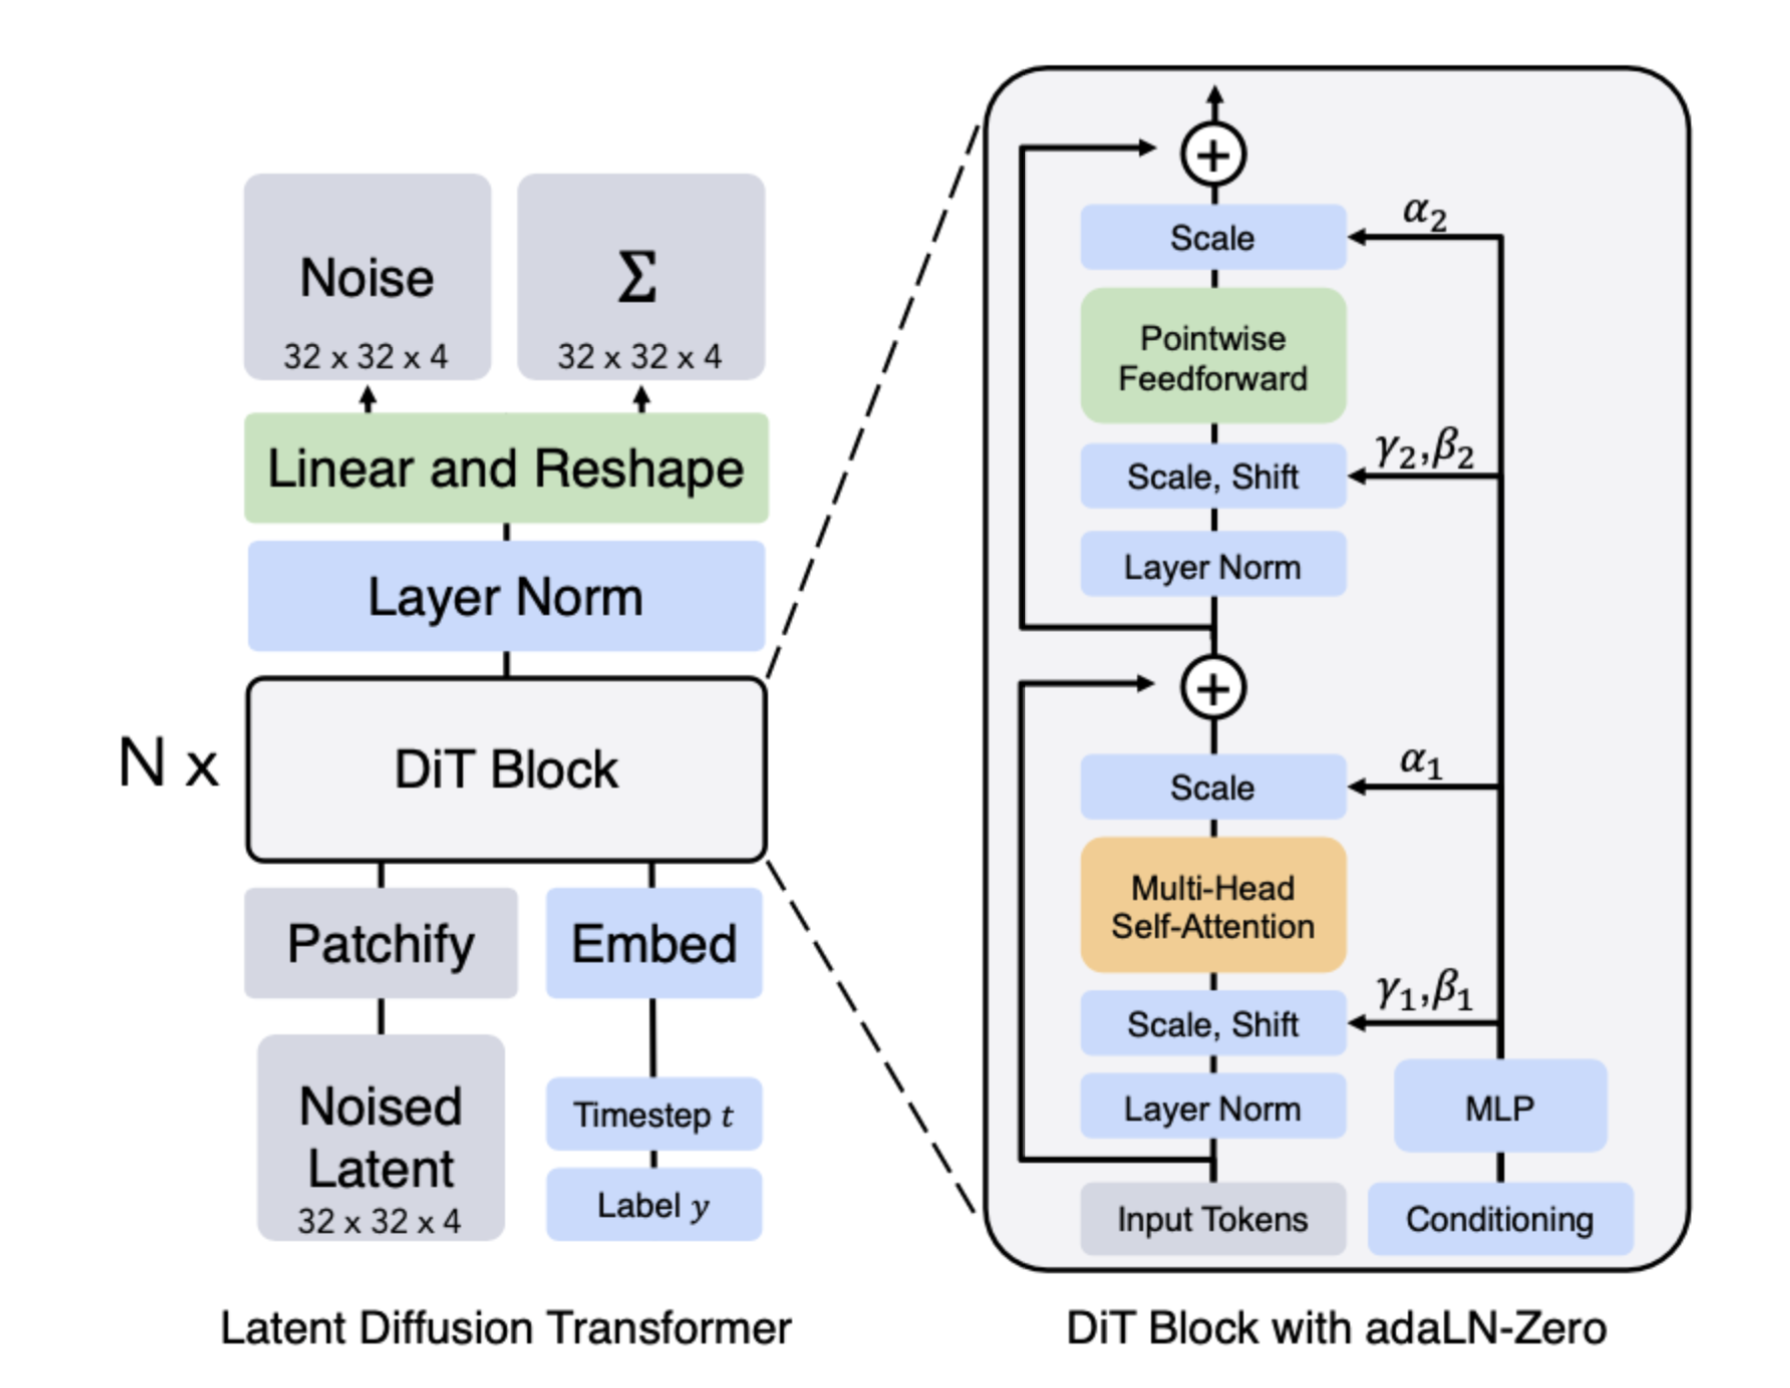 Noise
32 x 32 x 4
Σ
32 x 32 x 4
Linear and Reshape
Layer Norm
N x
DiT Block
Patchify
Embed
Noised
Latent
32 x 32 x 4
Timestep t
Label y
Latent Diffusion Transformer
+
Scale
α₂
Pointwise
Feedforward
Scale, Shift
γ₂,β₂
Layer Norm
+
Scale
α₁
Multi-Head
Self-Attention
Scale, Shift
γ₁,β₁
Layer Norm
MLP
Input Tokens
Conditioning
DiT Block with adaLN-Zero